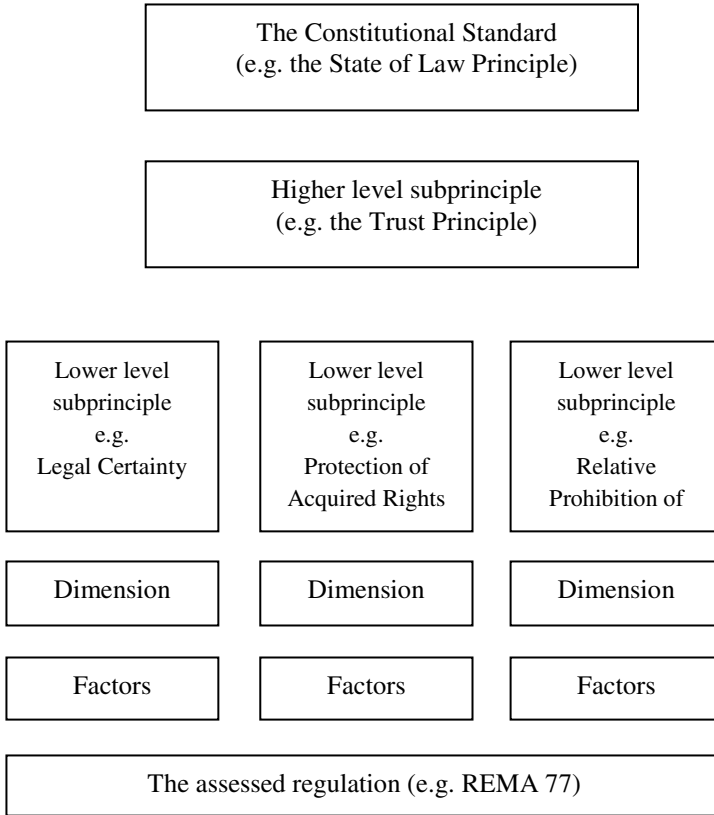 The Constitutional Standard
(e.g. the State of Law Principle)
Higher level subprinciple
(e.g. the Trust Principle)
Lower level
subprinciple
e.g.
Legal Certainty
Lower level
subprinciple
e.g.
Protection of
Acquired Rights
Lower level
subprinciple
e.g.
Relative
Prohibition of
Dimension
Dimension
Dimension
Factors
Factors
Factors
The assessed regulation (e.g. REMA 77)